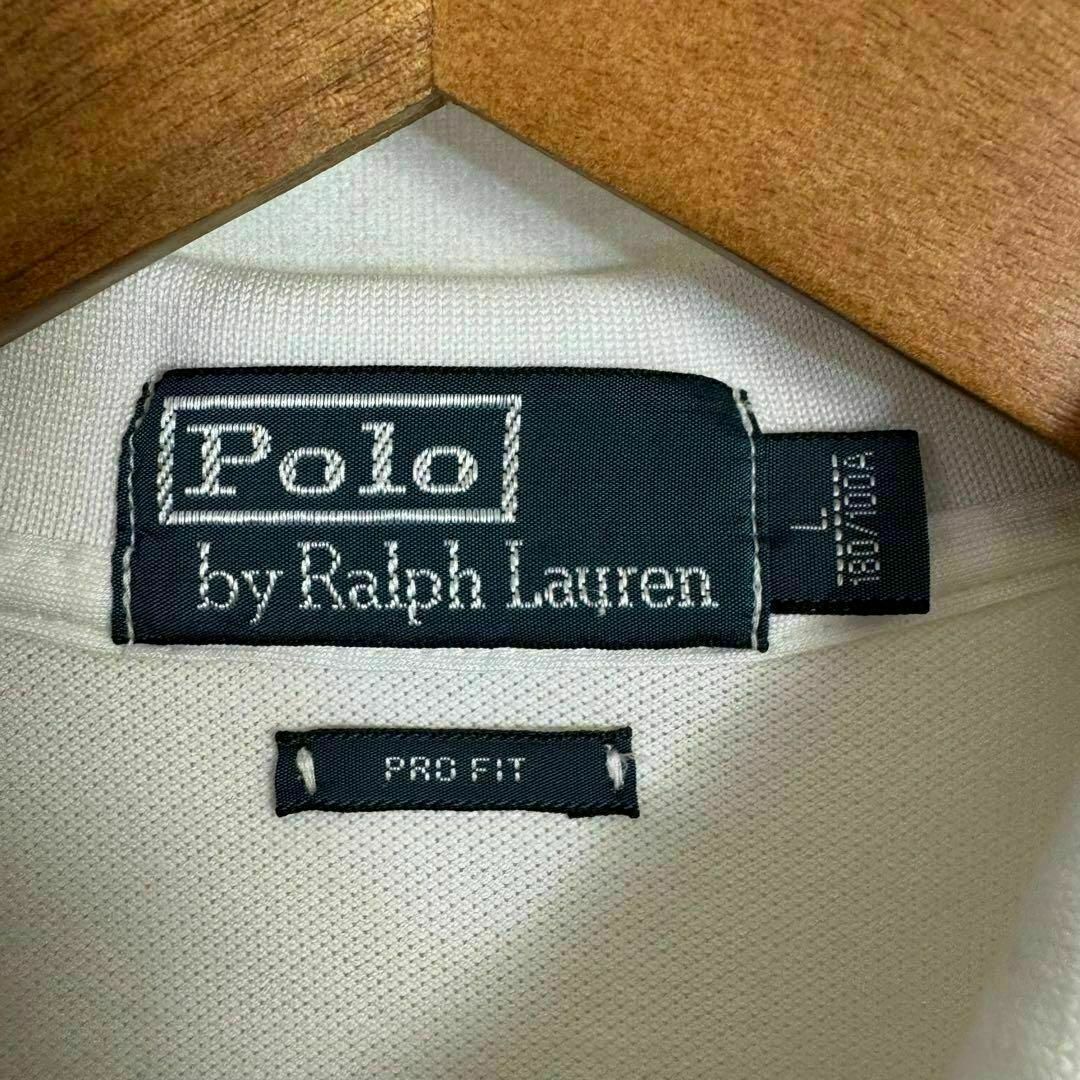 Polo
by Ralph Lauren
L
180/100A
PRO FIT